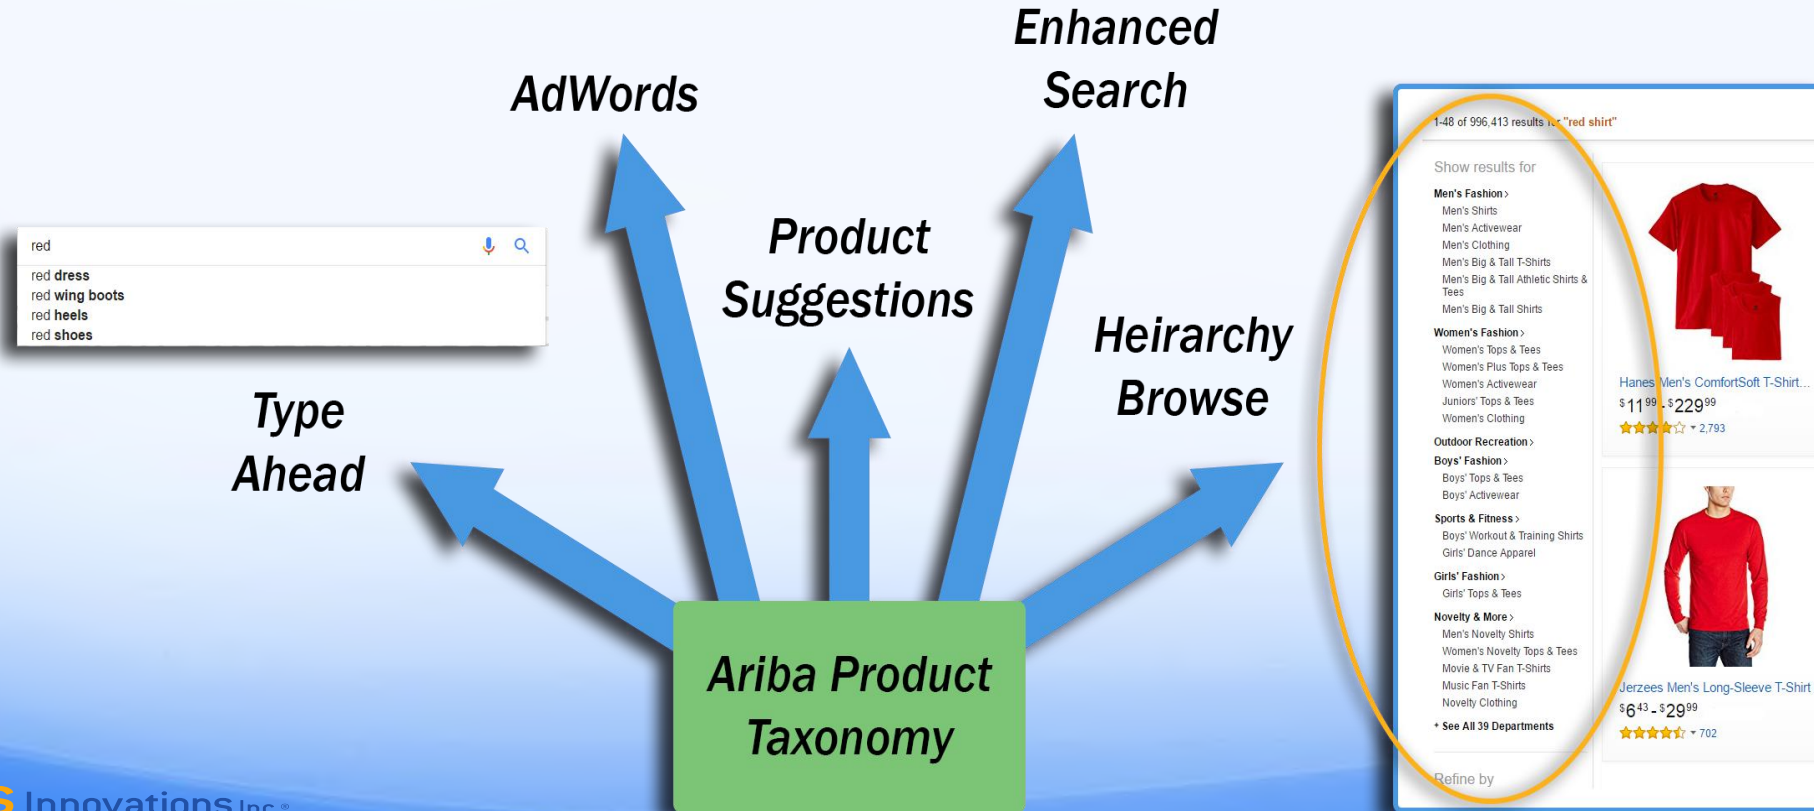 Enhanced
Search
AdWords
Product
Suggestions
Heirarchy
Browse
Type
Ahead
Ariba Product
Taxonomy
red
red dress
red wing boots
red heels
red shoes
1-48 of 996,413 results for "red shirt"
Show results for
Men's Fashion >
Men's Shirts
Men's Activewear
Men's Clothing
Men's Big & Tall T-Shirts
Men's Big & Tall Athletic Shirts &
Tees
Men's Big & Tall Shirts
Women's Fashion >
Women's Tops & Tees
Women's Plus Tops & Tees
Women's Activewear
Juniors' Tops & Tees
Women's Clothing
Outdoor Recreation >
Boys' Fashion >
Boys' Tops & Tees
Boys' Activewear
Sports & Fitness >
Boys' Workout & Training Shirts
Girls' Dance Apparel
Girls' Fashion >
Girls' Tops & Tees
Novelty & More >
Men's Novelty Shirts
Women's Novelty Tops & Tees
Movie & TV Fan T-Shirts
Music Fan T-Shirts
Novelty Clothing
+ See All 39 Departments
Refine by
Hanes Men's ComfortSoft T-Shirt...
$11.99 - $229.99
2,793
Jerzees Men's Long-Sleeve T-Shirt
$6.43 - $29.99
702
S Innovations Inc.®